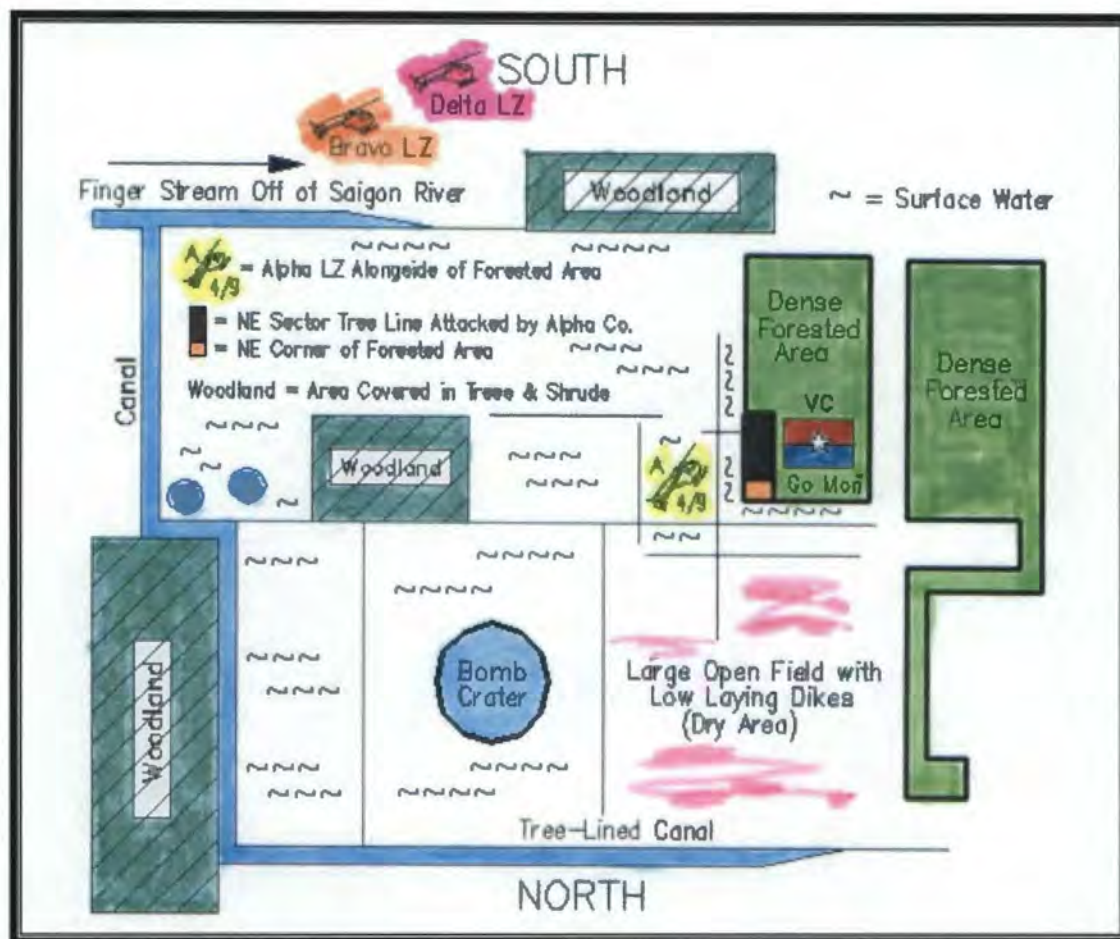 SOUTH
Delta LZ
Bravo LZ
Finger Stream Off of Saigon River
Woodland
~ = Surface Water
A
4/9
= Alpha LZ Alongside of Forested Area
= NE Sector Tree Line Attacked by Alpha Co.
= NE Corner of Forested Area
Woodland = Area Covered in Trees & Shrude
Canal
Dense
Forested
Area
VC
Go Mon
Dense
Forested
Area
Woodland
A
4/9
Woodland
Bomb
Crater
Large Open Field with
Low Laying Dikes
(Dry Area)
Tree-Lined Canal
NORTH